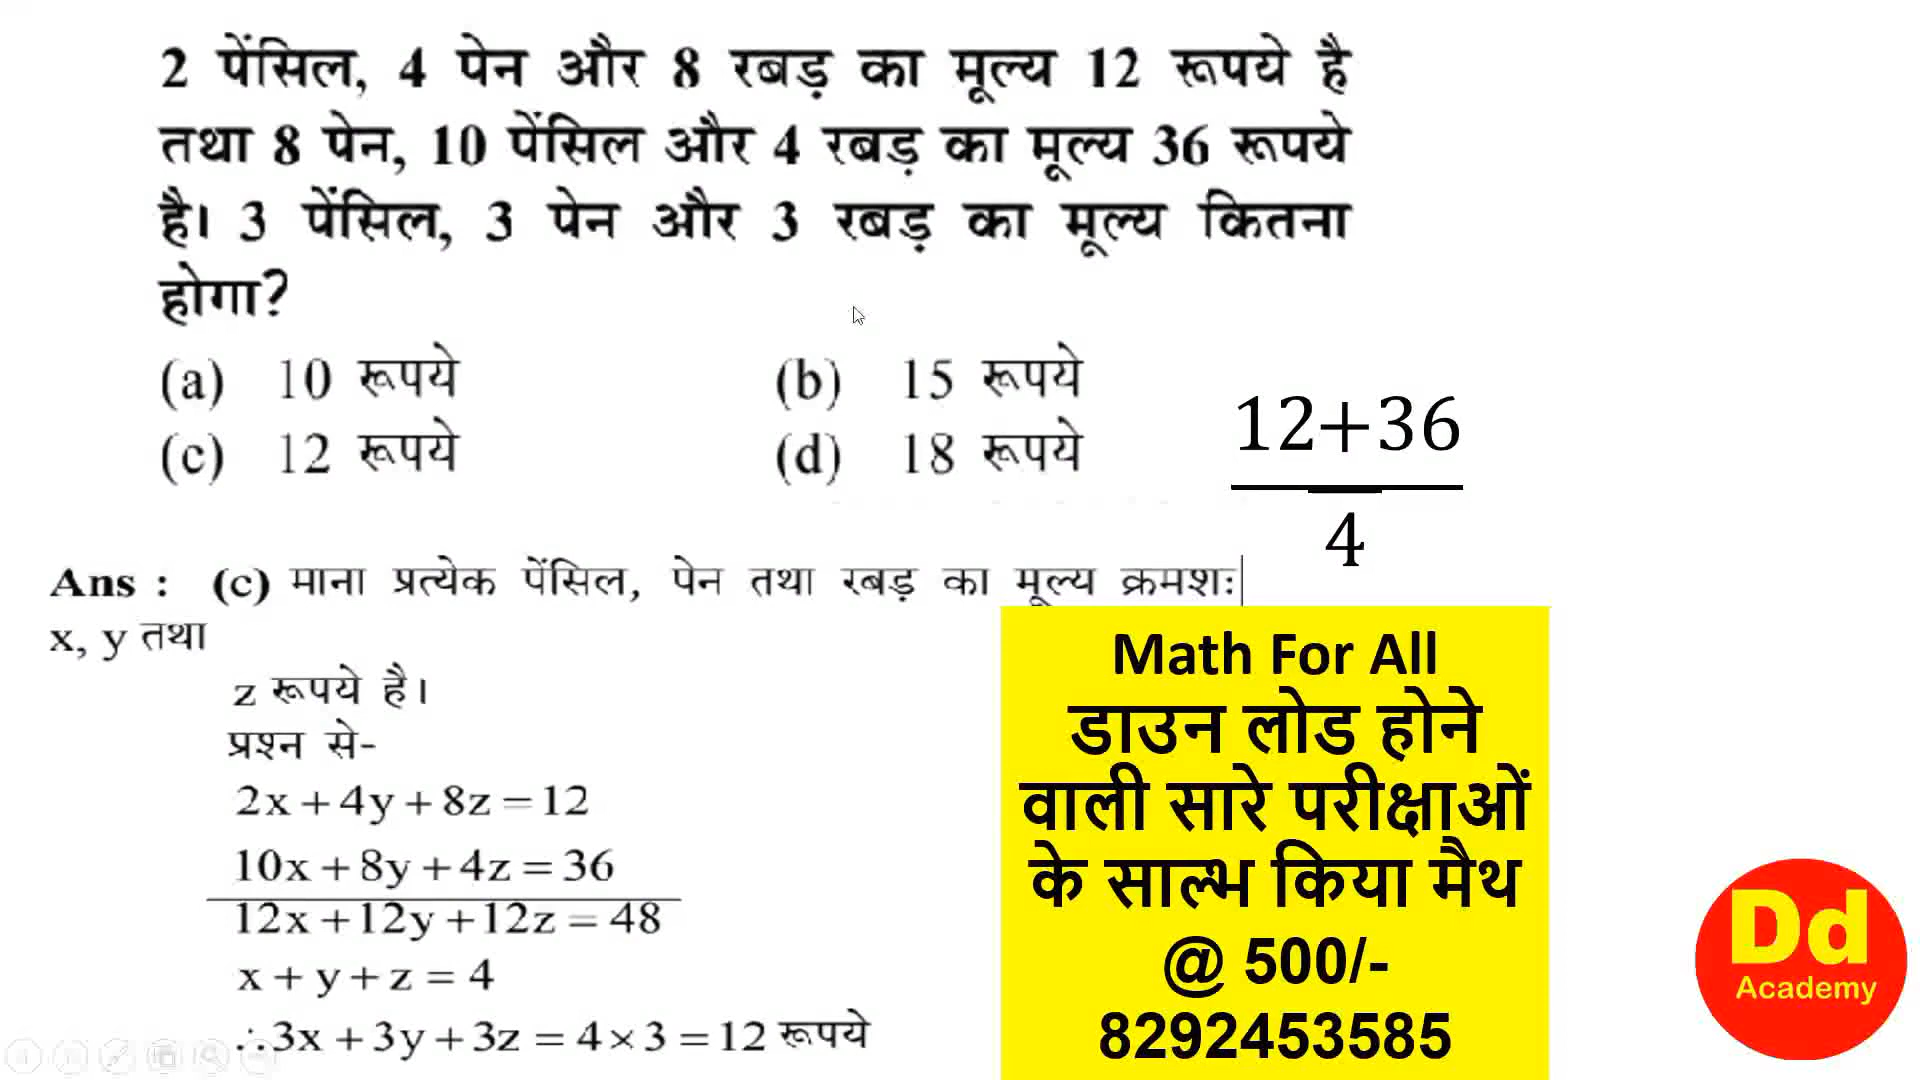 2 पेंसिल, 4 पेन और 8 रबड़ का मूल्य 12 रूपये है
तथा 8 पेन, 10 पेंसिल और 4 रबड़ का मूल्य 36 रूपये
है। 3 पेंसिल, 3 पेन और 3 रबड़ का मूल्य कितना
होगा?
(a) 10 रूपये
(b) 15 रूपये
(c) 12 रूपये
(d) 18 रूपये
12+36
4
Ans : (c) माना प्रत्येक पेंसिल, पेन तथा रबड़ का मूल्य क्रमशः
x, y तथा
z रूपये है।
प्रश्न से-
2x + 4y + 8z = 12
10x + 8y + 4z = 36
12x + 12y + 12z = 48
x + y + z = 4
∴ 3x + 3y + 3z = 4 × 3 = 12 रूपये
Math For All
डाउन लोड होने
वाली सारे परीक्षाओं
के साल्भ किया मैथ
@ 500/-
8292453585
Dd
Academy